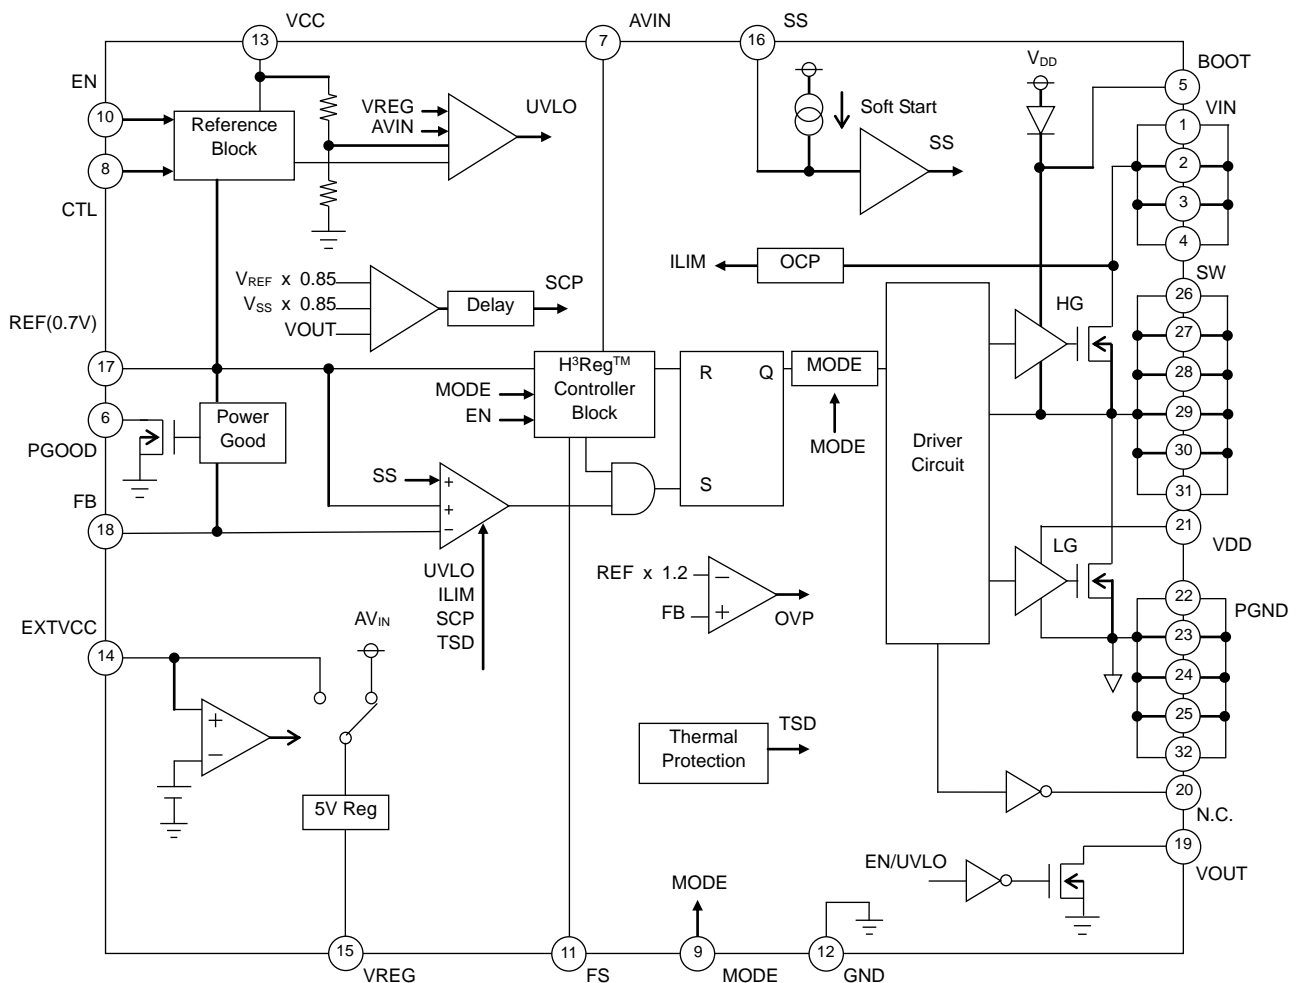 VCC
AVIN
SS
13
7
16
BOOT
5
EN
10
Reference
Block
8
CTL
VREG
AVIN
UVLO
Soft Start
SS
VDD
VIN
1
2
3
4
ILIM
OCP
VREF x 0.85
VSS x 0.85
VOUT
Delay
SCP
SW
26
27
28
29
30
31
HG
REF(0.7V)
17
6
PGOOD
Power
Good
MODE
EN
H³Reg™
Controller
Block
R
Q
S
MODE
MODE
Driver
Circuit
FB
18
SS
+
+
−
UVLO
ILIM
SCP
TSD
REF x 1.2
FB
−
+
OVP
LG
21
VDD
22
PGND
23
24
25
32
EXTVCC
14
AVIN
+
−
5V Reg
Thermal
Protection
TSD
20
N.C.
19
VOUT
EN/UVLO
MODE
15
VREG
11
FS
9
MODE
12
GND